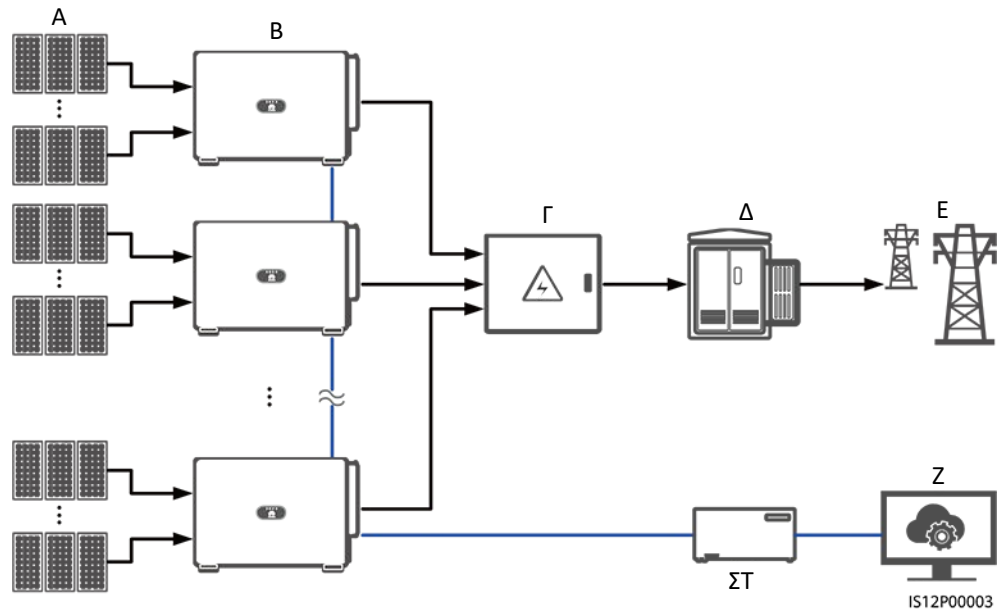 Α
Β
Γ
Δ
Ε
Ζ
ΣΤ
IS12P00003